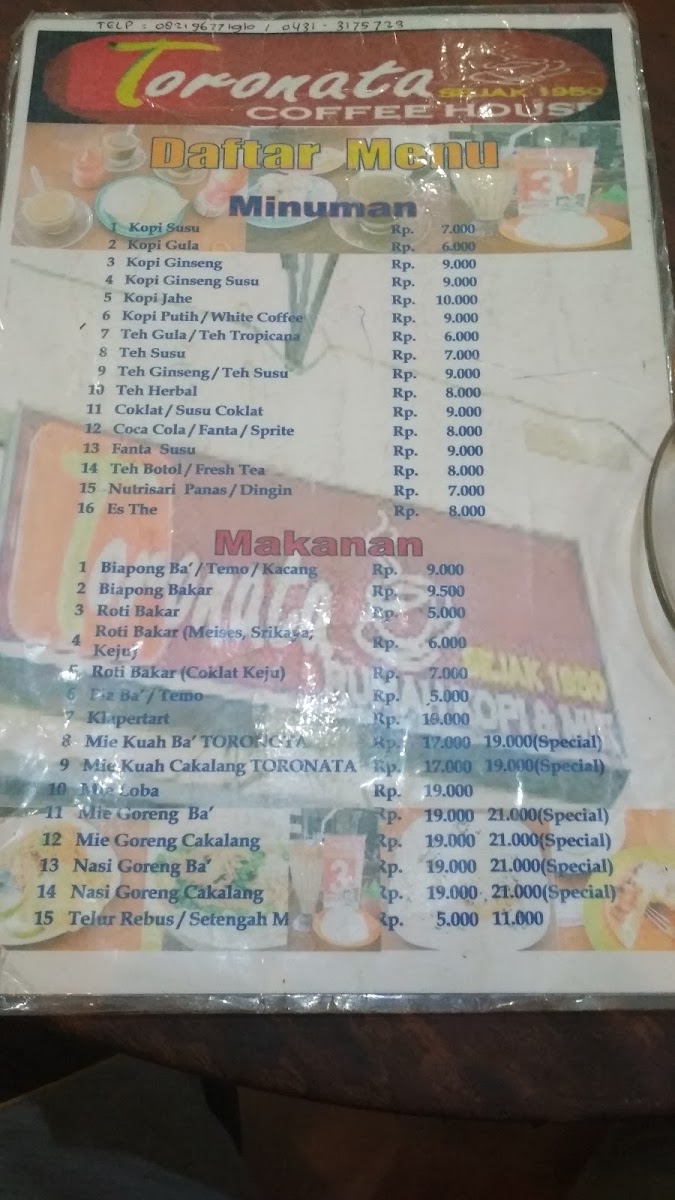 TELP : 082196271910 / 0431 - 3175723
Toronata
SEJAK 1950
COFFEE HOUSE
Daftar Menu
Minuman
1 Kopi Susu Rp. 7.000
2 Kopi Gula Rp. 6.000
3 Kopi Ginseng Rp. 9.000
4 Kopi Ginseng Susu Rp. 9.000
5 Kopi Jahe Rp. 10.000
6 Kopi Putih / White Coffee Rp. 9.000
7 Teh Gula / Teh Tropicana Rp. 6.000
8 Teh Susu Rp. 7.000
9 Teh Ginseng / Teh Susu Rp. 9.000
10 Teh Herbal Rp. 8.000
11 Coklat / Susu Coklat Rp. 9.000
12 Coca Cola / Fanta / Sprite Rp. 8.000
13 Fanta Susu Rp. 9.000
14 Teh Botol / Fresh Tea Rp. 8.000
15 Nutrisari Panas / Dingin Rp. 7.000
16 Es The Rp. 8.000
Makanan
1 Biapong Ba' / Temo / Kacang Rp. 9.000
2 Biapong Bakar Rp. 9.500
3 Roti Bakar Rp. 5.000
4 Roti Bakar (Meises, Srikaya,
Keju) Rp. 6.000
5 Roti Bakar (Coklat Keju) Rp. 7.000
6 Pia Ba' / Temo Rp. 5.000
7 Klapertart Rp. 10.000
8 Mie Kuah Ba' Rp. 17.000 19.000(Special)
9 Mie Kuah Cakalang TORONATA Rp. 17.000 19.000(Special)
10 Mie Loba Rp. 19.000
11 Mie Goreng Ba' Rp. 19.000 21.000(Special)
12 Mie Goreng Cakalang Rp. 19.000 21.000(Special)
13 Nasi Goreng Ba' Rp. 19.000 21.000(Special)
14 Nasi Goreng Cakalang Rp. 19.000 21.000(Special)
15 Telur Rebus / Setengah M Rp. 5.000 11.000